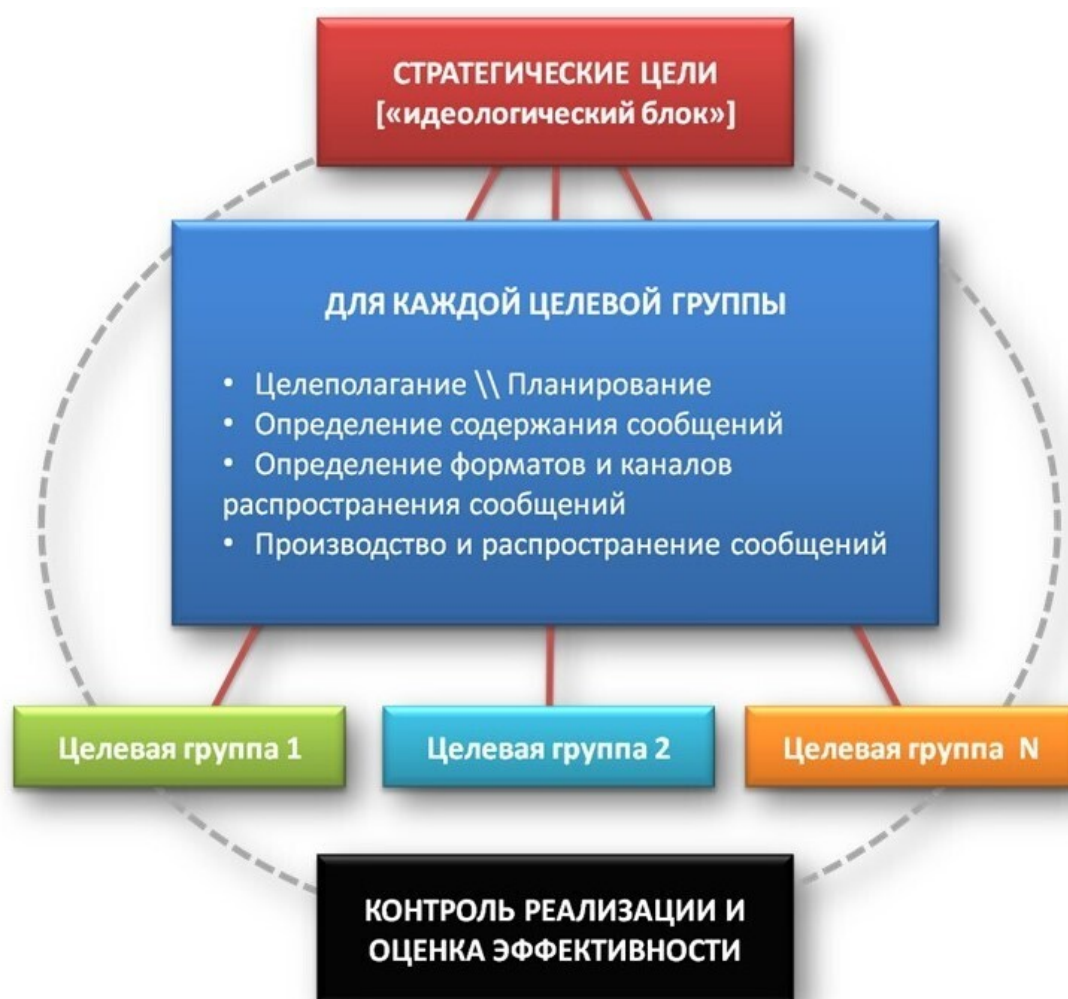 СТРАТЕГИЧЕСКИЕ ЦЕЛИ
[«идеологический блок»]
ДЛЯ КАЖДОЙ ЦЕЛЕВОЙ ГРУППЫ
• Целеполагание \\ Планирование
• Определение содержания сообщений
• Определение форматов и каналов
распространения сообщений
• Производство и распространение сообщений
Целевая группа 1
Целевая группа 2
Целевая группа N
КОНТРОЛЬ РЕАЛИЗАЦИИ И
ОЦЕНКА ЭФФЕКТИВНОСТИ